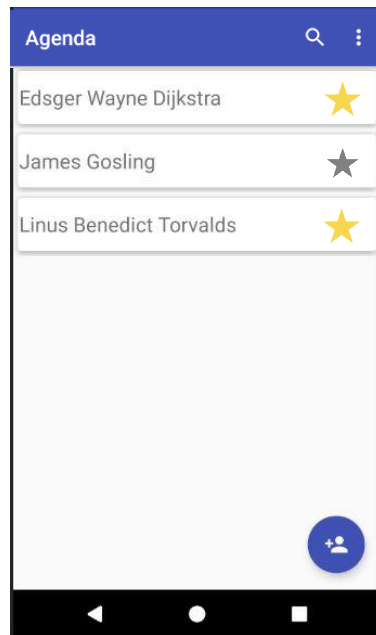 Agenda
Edsger Wayne Dijkstra
James Gosling
Linus Benedict Torvalds